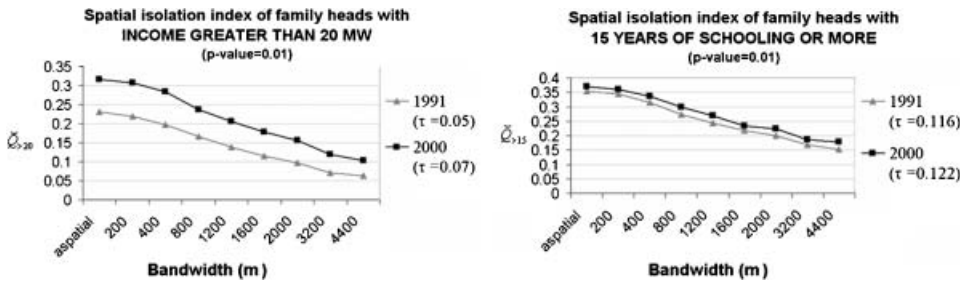 Spatial isolation index of family heads with
INCOME GREATER THAN 20 MW
(p-value=0.01)
0.35
0.3
0.25
0.2
0.15
0.1
0.05
0
Q̌>20
aspatial
200
400
800
1200
1600
2000
3200
4400
Bandwidth (m)
1991
(τ =0.05)
2000
(τ =0.07)
Spatial isolation index of family heads with
15 YEARS OF SCHOOLING OR MORE
(p-value=0.01)
0.4
0.35
0.3
0.25
0.2
0.15
0.1
0.05
0
Q̌>15
aspatial
200
400
800
1200
1600
2000
3200
4400
Bandwidth (m)
1991
(τ =0.116)
2000
(τ =0.122)